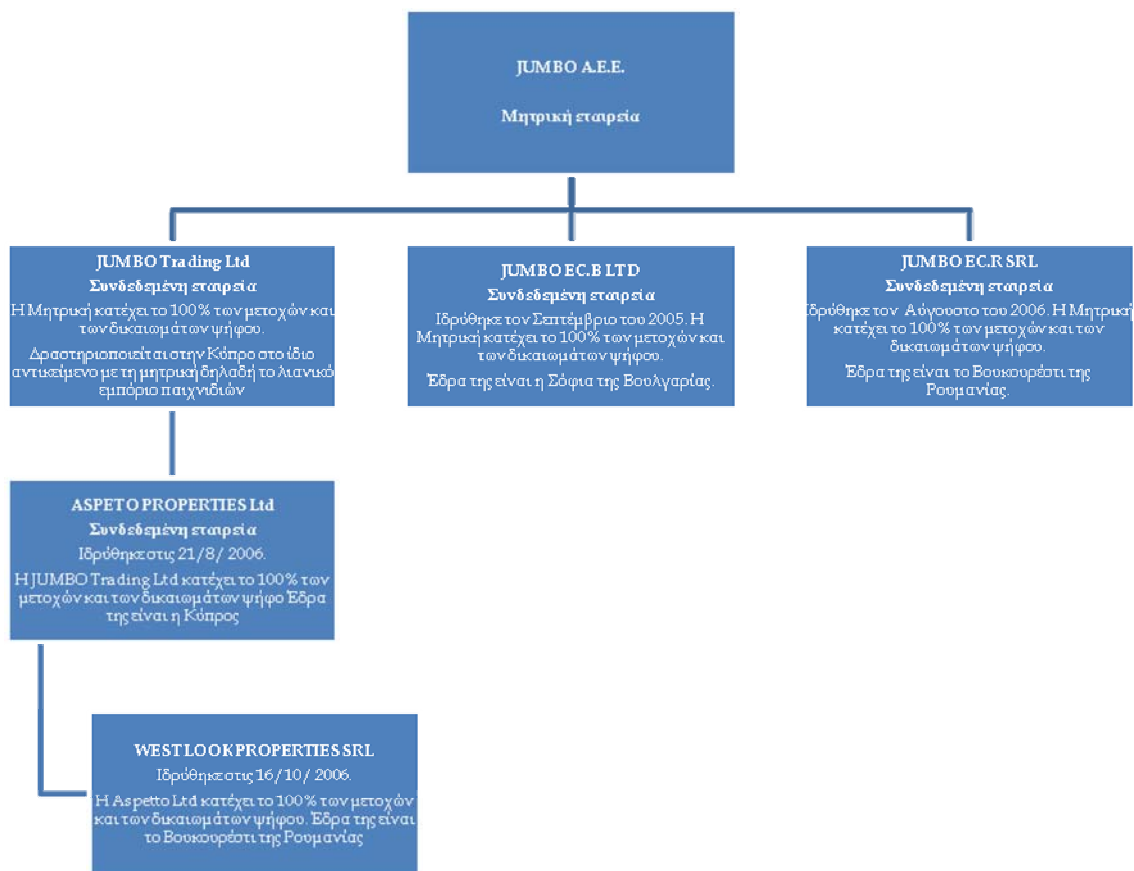 JUMBO Α.Ε.Ε.
Μητρική εταιρεία
JUMBO Trading Ltd
Συνδεδεμένη εταιρεία
Η Μητρική κατέχει το 100% των μετοχών και
των δικαιωμάτων ψήφου.
Δραστηριοποιείται στην Κύπρο στο ίδιο
αντικείμενο με τη μητρική δηλαδή το λιανικό
εμπόριο παιχνιδιών
JUMBO EC.B LTD
Συνδεδεμένη εταιρεία
Ιδρύθηκε τον Σεπτέμβριο του 2005. Η
Μητρική κατέχει το 100% των μετοχών και
των δικαιωμάτων ψήφου.
Έδρα της είναι η Σόφια της Βουλγαρίας.
JUMBO EC.R SRL
Συνδεδεμένη εταιρεία
Ιδρύθηκε τον Αύγουστο του 2006. Η Μητρική
κατέχει το 100% των μετοχών και των
δικαιωμάτων ψήφου.
Έδρα της είναι το Βουκουρέστι της
Ρουμανίας.
ASPETO PROPERTIES Ltd
Συνδεδεμένη εταιρεία
Ιδρύθηκε στις 21/8/ 2006.
Η JUMBO Trading Ltd κατέχει το 100% των
μετοχών και των δικαιωμάτων ψήφο Έδρα
της είναι η Κύπρος
WEST LOOK PROPERTIES SRL
Ιδρύθηκε στις 16/10/ 2006.
Η Aspetto Ltd κατέχει το 100% των μετοχών
και των δικαιωμάτων ψήφου. Έδρα της είναι
το Βουκουρέστι της Ρουμανίας